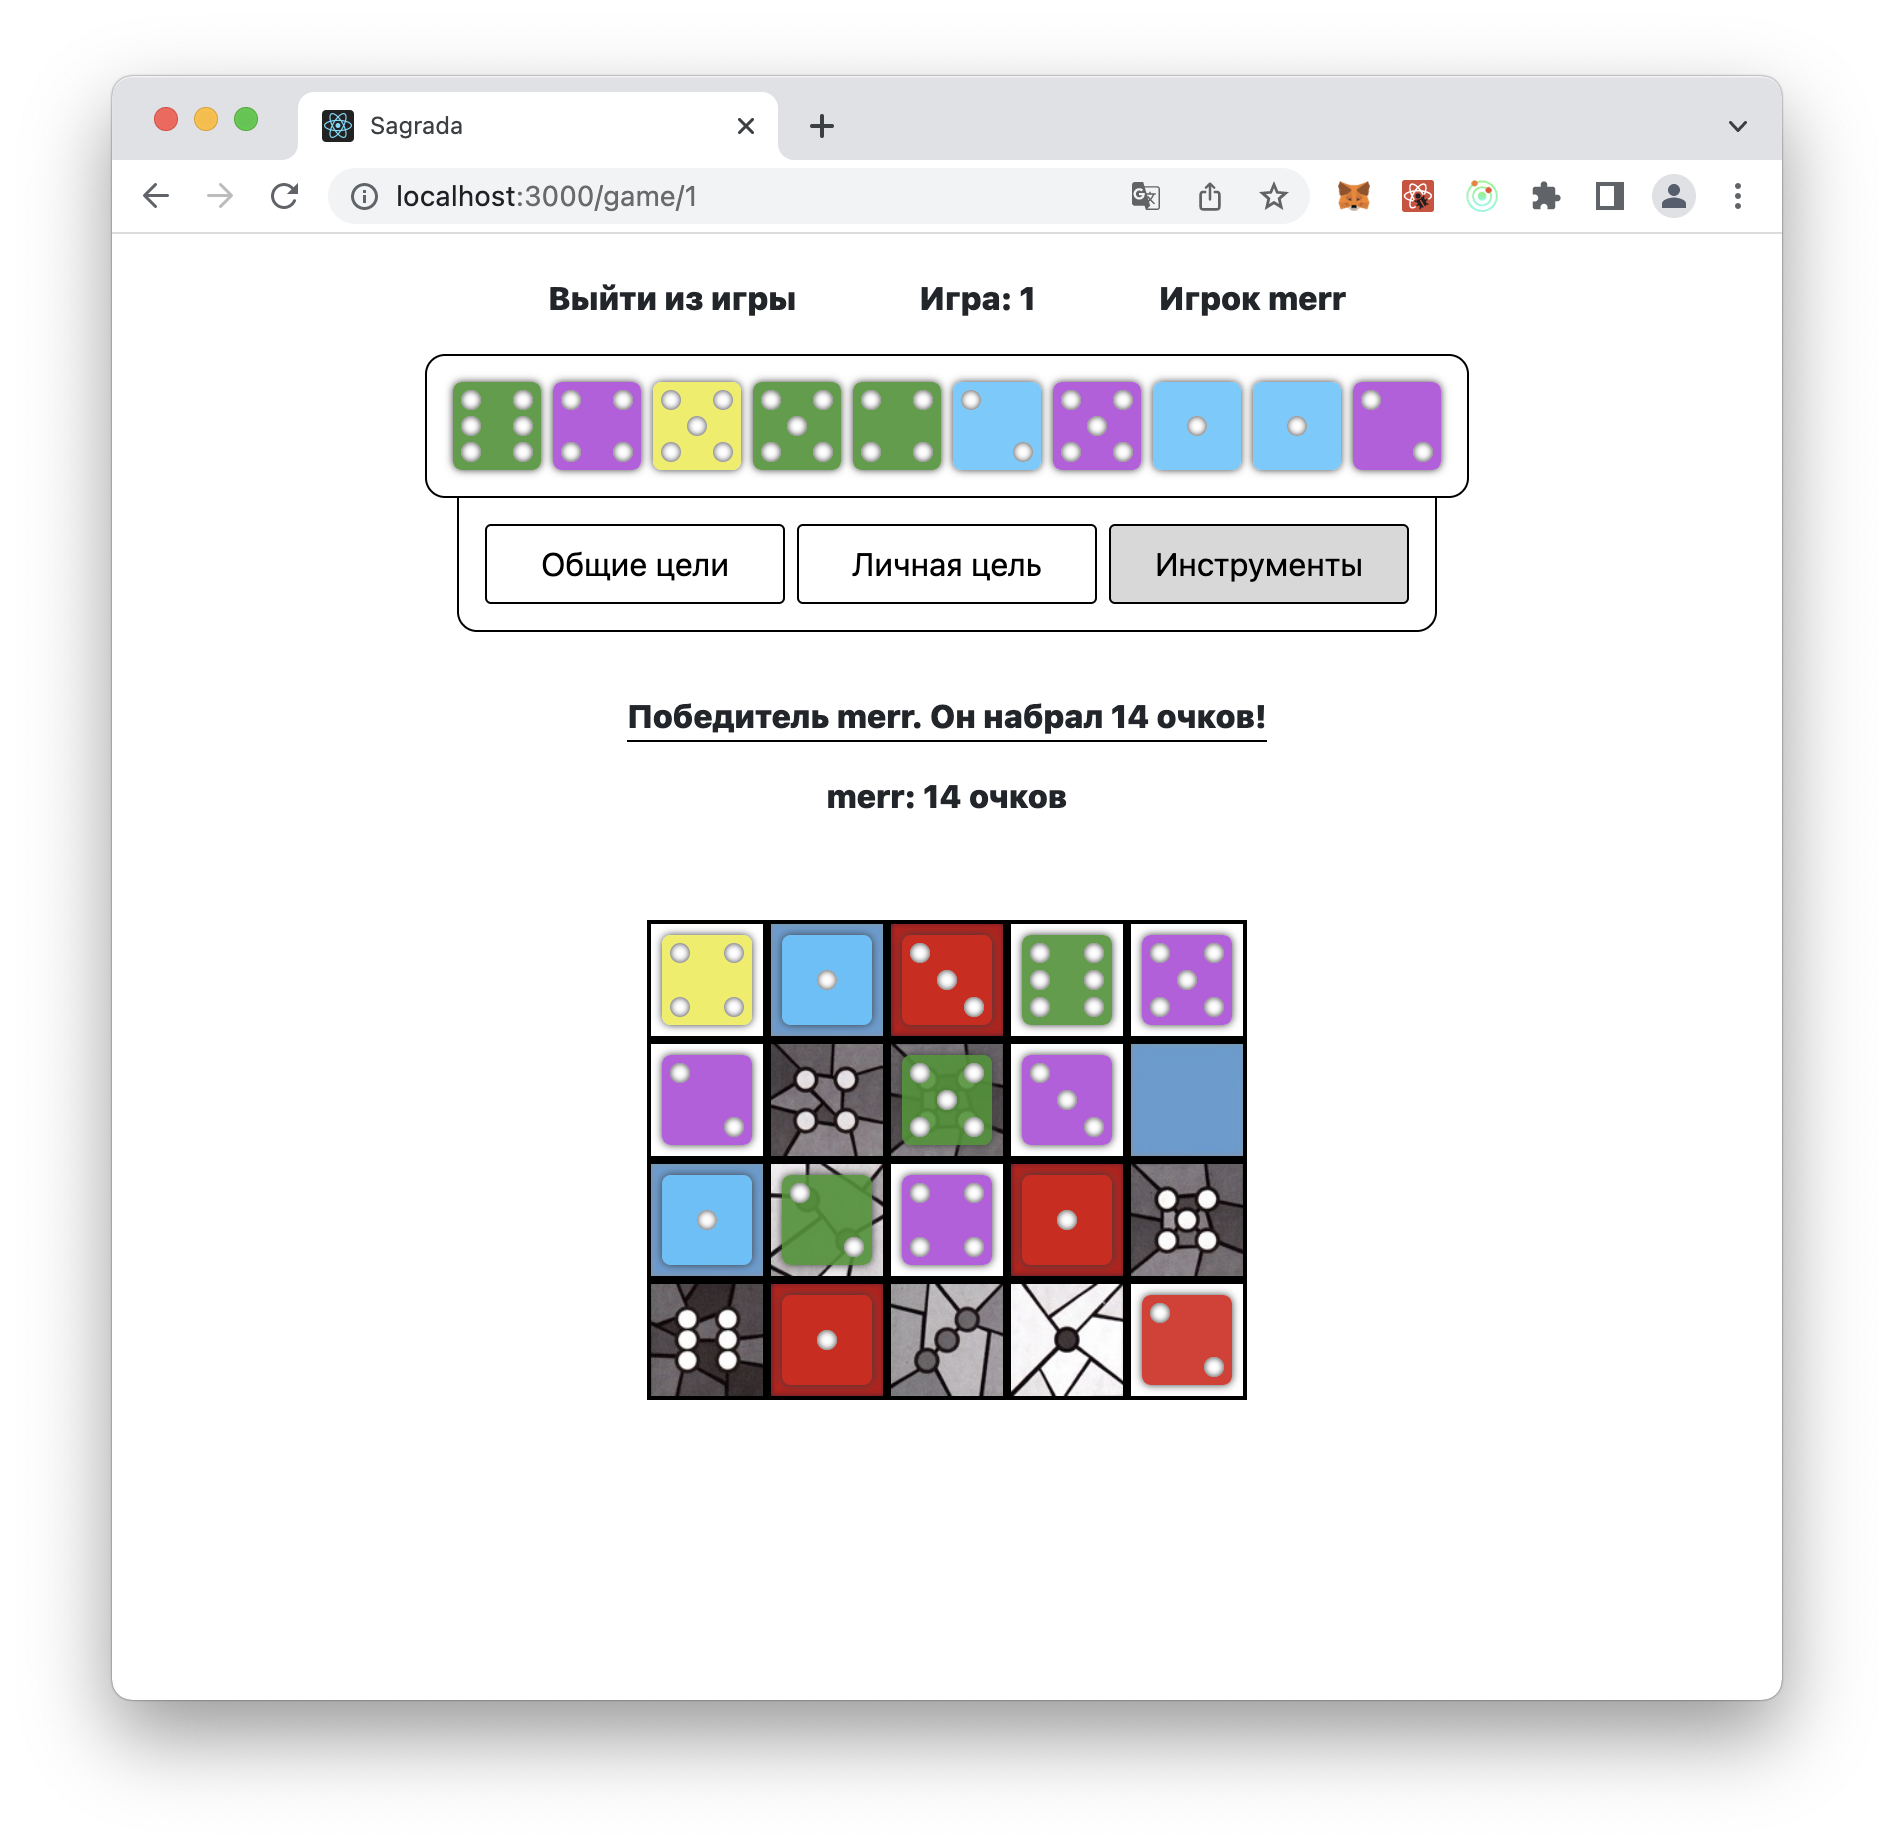 Sagrada
localhost:3000/game/1
Выйти из игры Игра: 1 Игрок merr
Общие цели Личная цель Инструменты
Победитель merr. Он набрал 14 очков!
merr: 14 очков